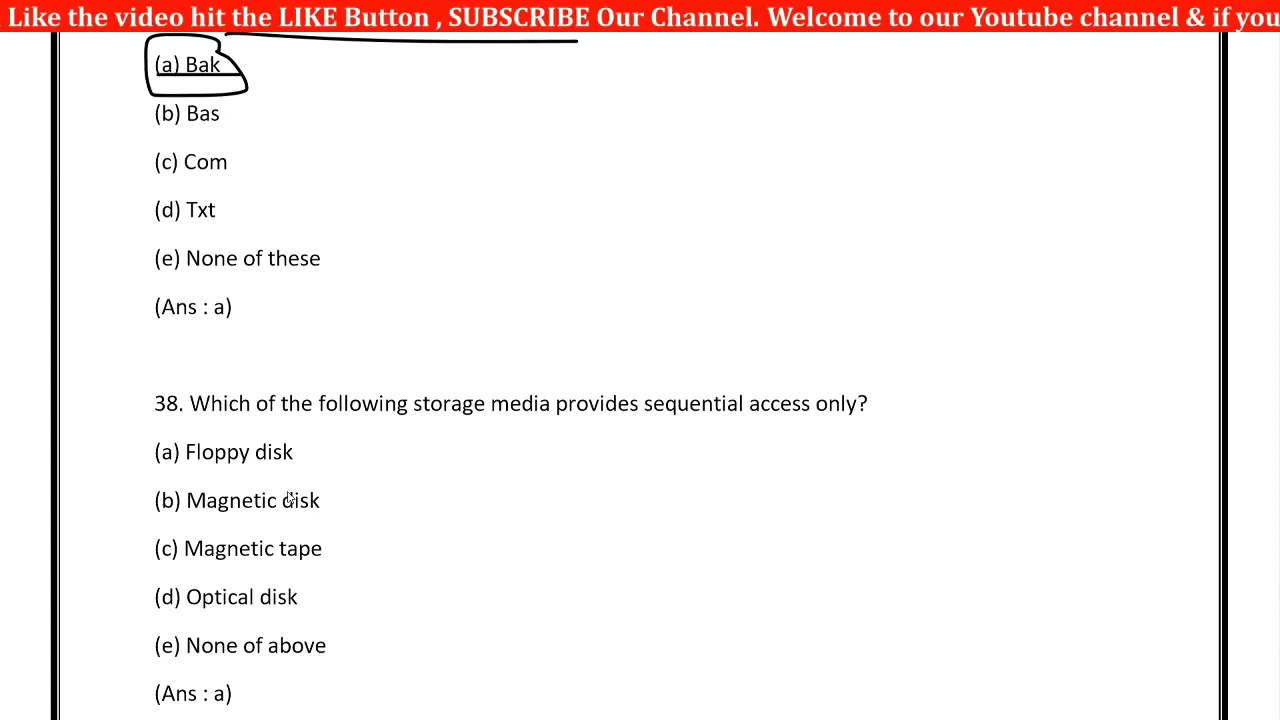 Like the video hit the LIKE Button , SUBSCRIBE Our Channel. Welcome to our Youtube channel & if you
(a) Bak
(b) Bas
(c) Com
(d) Txt
(e) None of these
(Ans : a)
38. Which of the following storage media provides sequential access only?
(a) Floppy disk
(b) Magnetic disk
(c) Magnetic tape
(d) Optical disk
(e) None of above
(Ans : a)